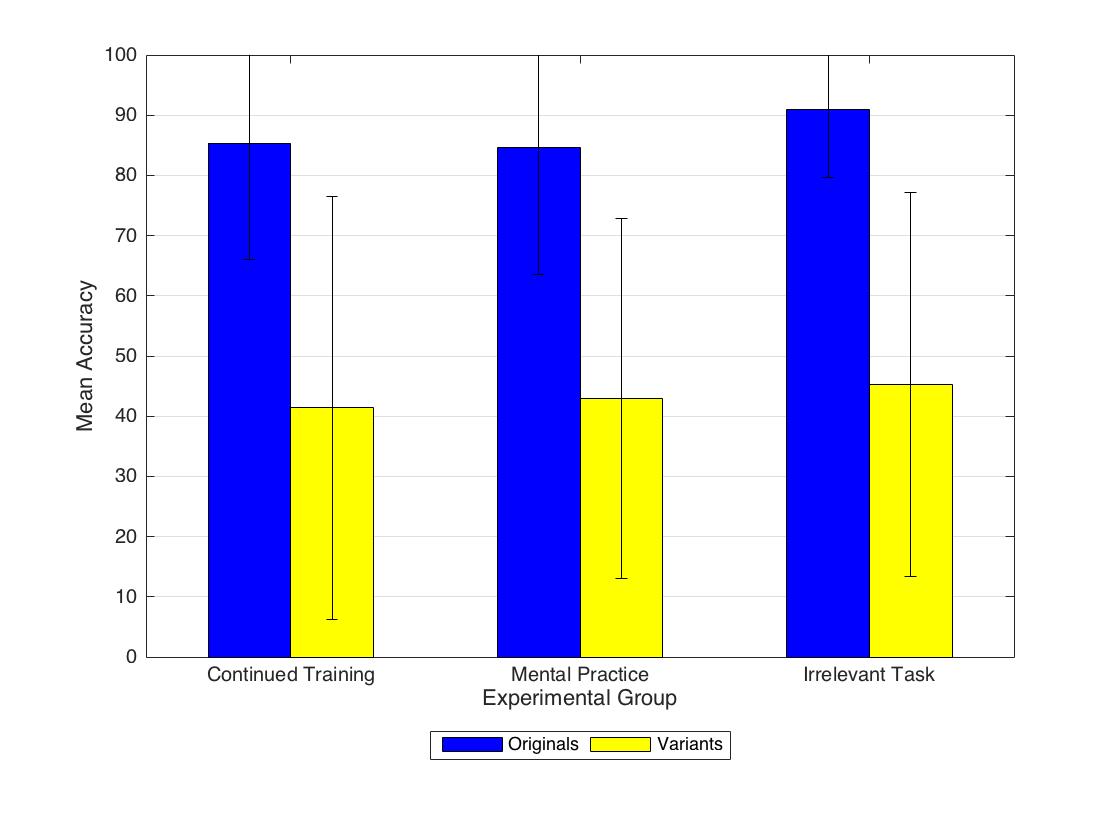 100
90
80
70
60
50
40
30
20
10
0
Mean Accuracy
Continued Training Mental Practice Irrelevant Task
Experimental Group
Originals Variants